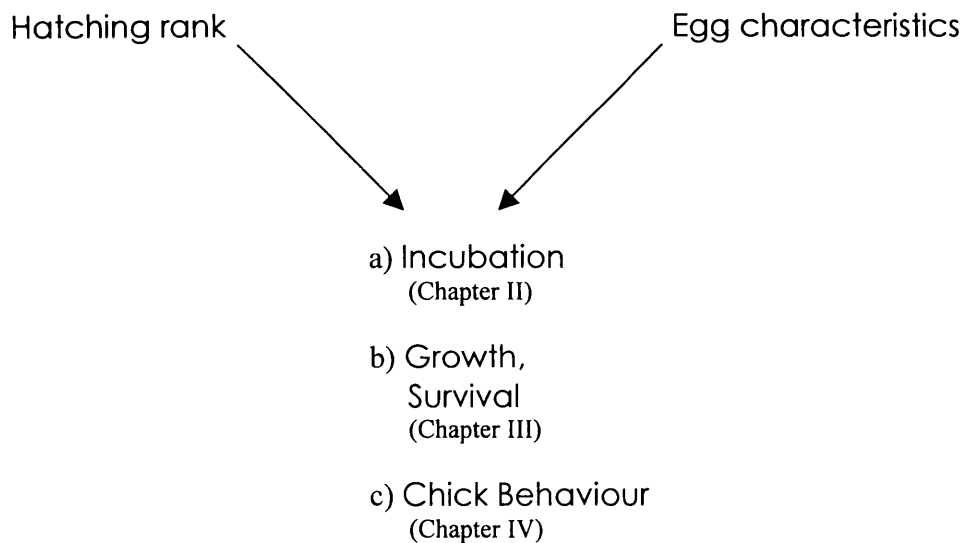 Hatching rank
Egg characteristics
a) Incubation
(Chapter II)
b) Growth,
Survival
(Chapter III)
c) Chick Behaviour
(Chapter IV)